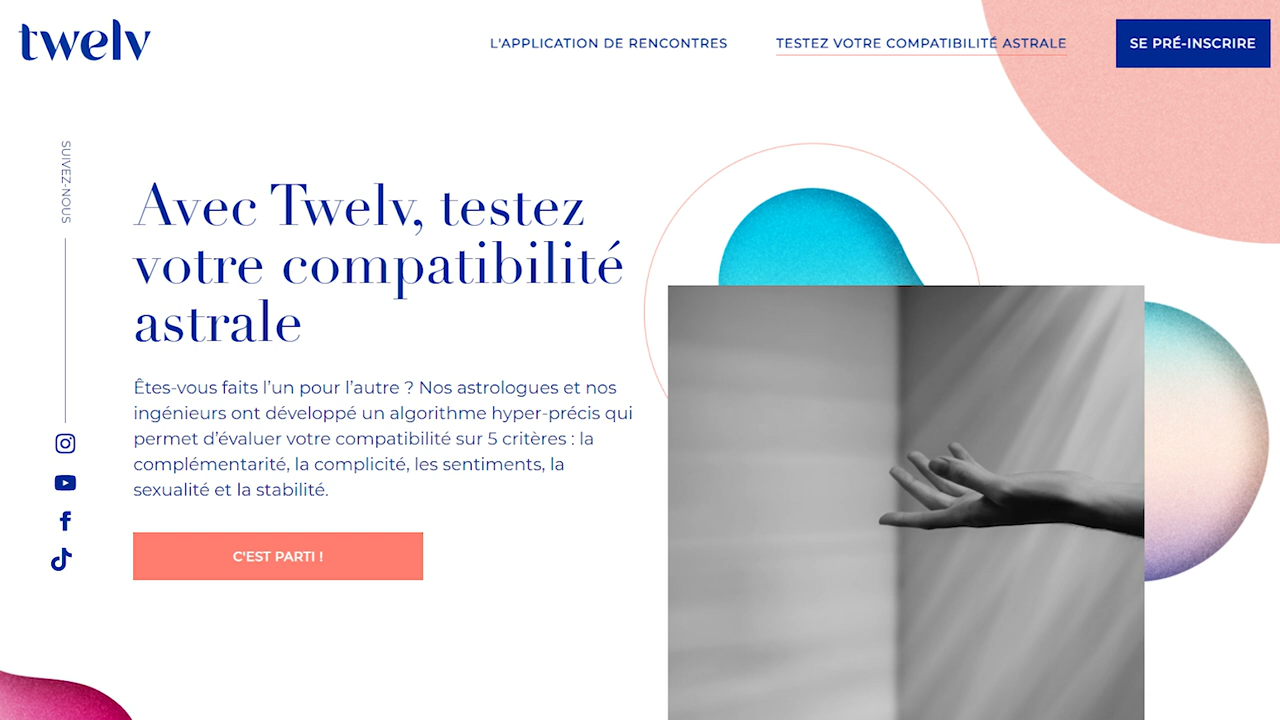 twelv
L'APPLICATION DE RENCONTRES
TESTEZ VOTRE COMPATIBILITÉ ASTRALE
SE PRÉ-INSCRIRE
SUIVEZ-NOUS
Avec Twelv, testez
votre compatibilité
astrale
Êtes-vous faits l’un pour l’autre ? Nos astrologues et nos
ingénieurs ont développé un algorithme hyper-précis qui
permet d’évaluer votre compatibilité sur 5 critères : la
complémentarité, la complicité, les sentiments, la
sexualité et la stabilité.
C'EST PARTI !